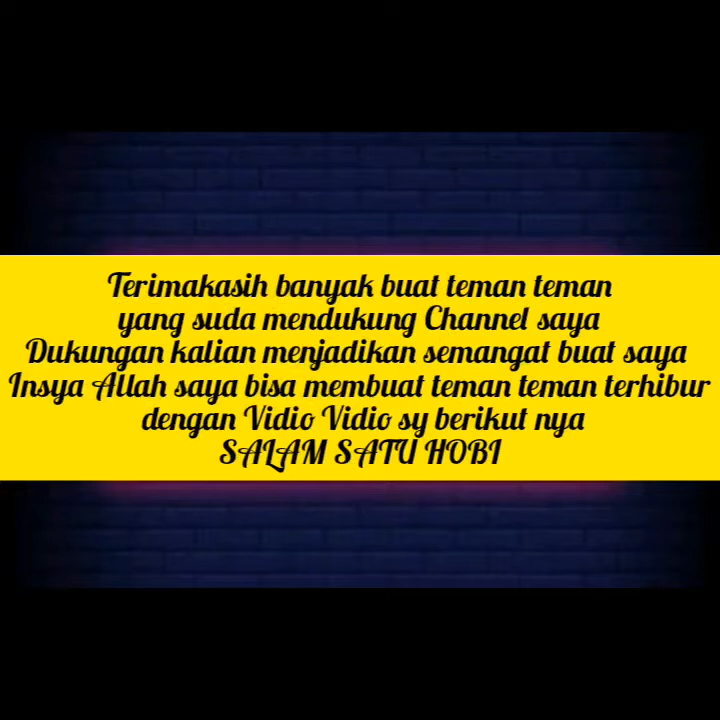 Terimakasih banyak buat teman teman
yang suda mendukung Channel saya
Dukungan kalian menjadikan semangat buat saya
Insya Allah saya bisa membuat teman teman terhibur
dengan Vidio Vidio sy berikut nya
SALAM SATU HOBI